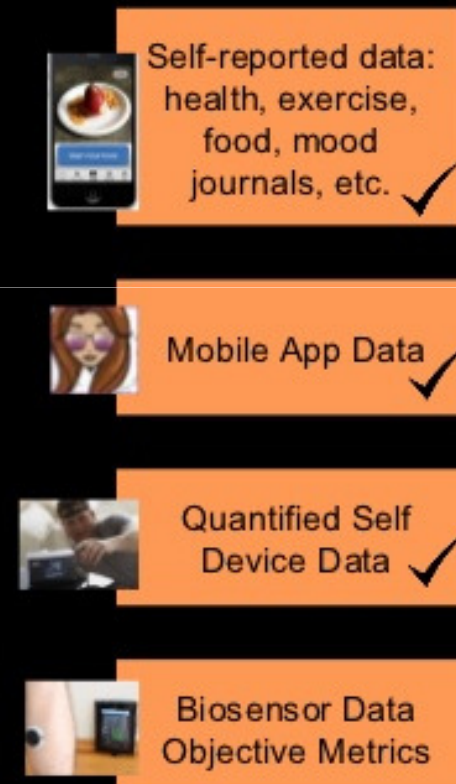 Self-reported data:
health, exercise,
food, mood
journals, etc.
Mobile App Data
Quantified Self
Device Data
Biosensor Data
Objective Metrics